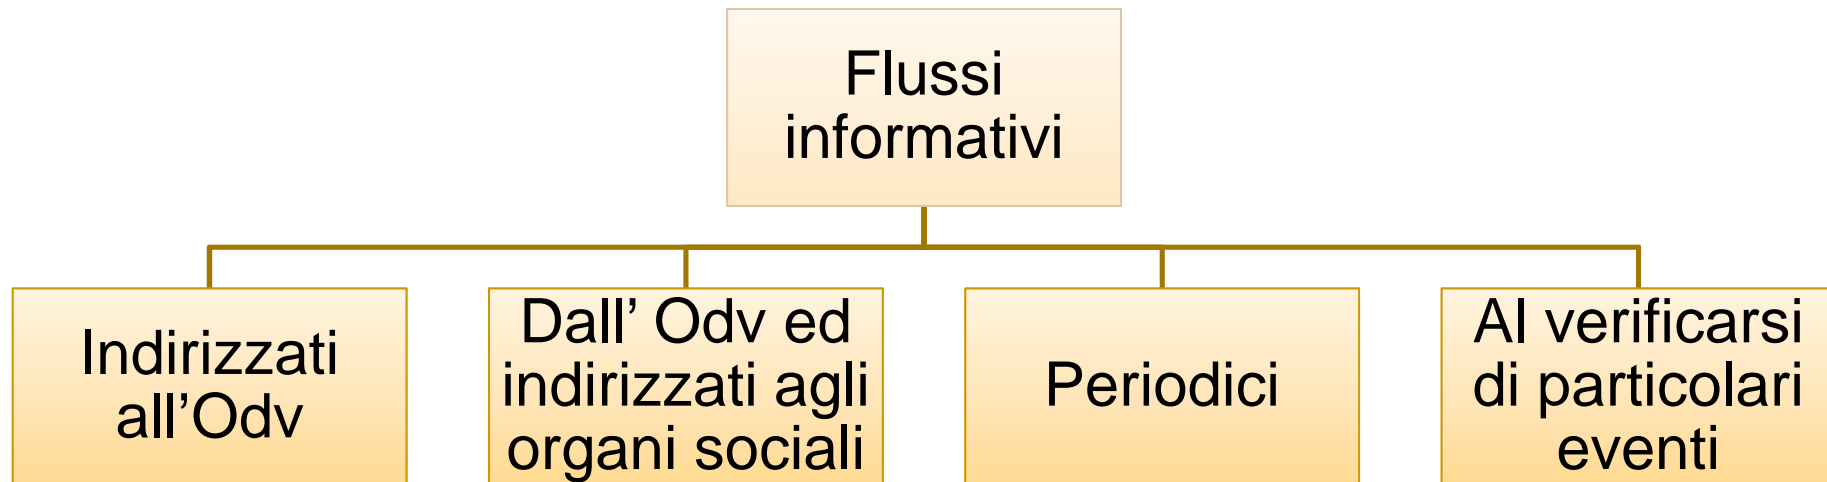 Flussi
informativi
Indirizzati
all’Odv
Dall’ Odv ed
indirizzati agli
organi sociali
Periodici
Al verificarsi
di particolari
eventi